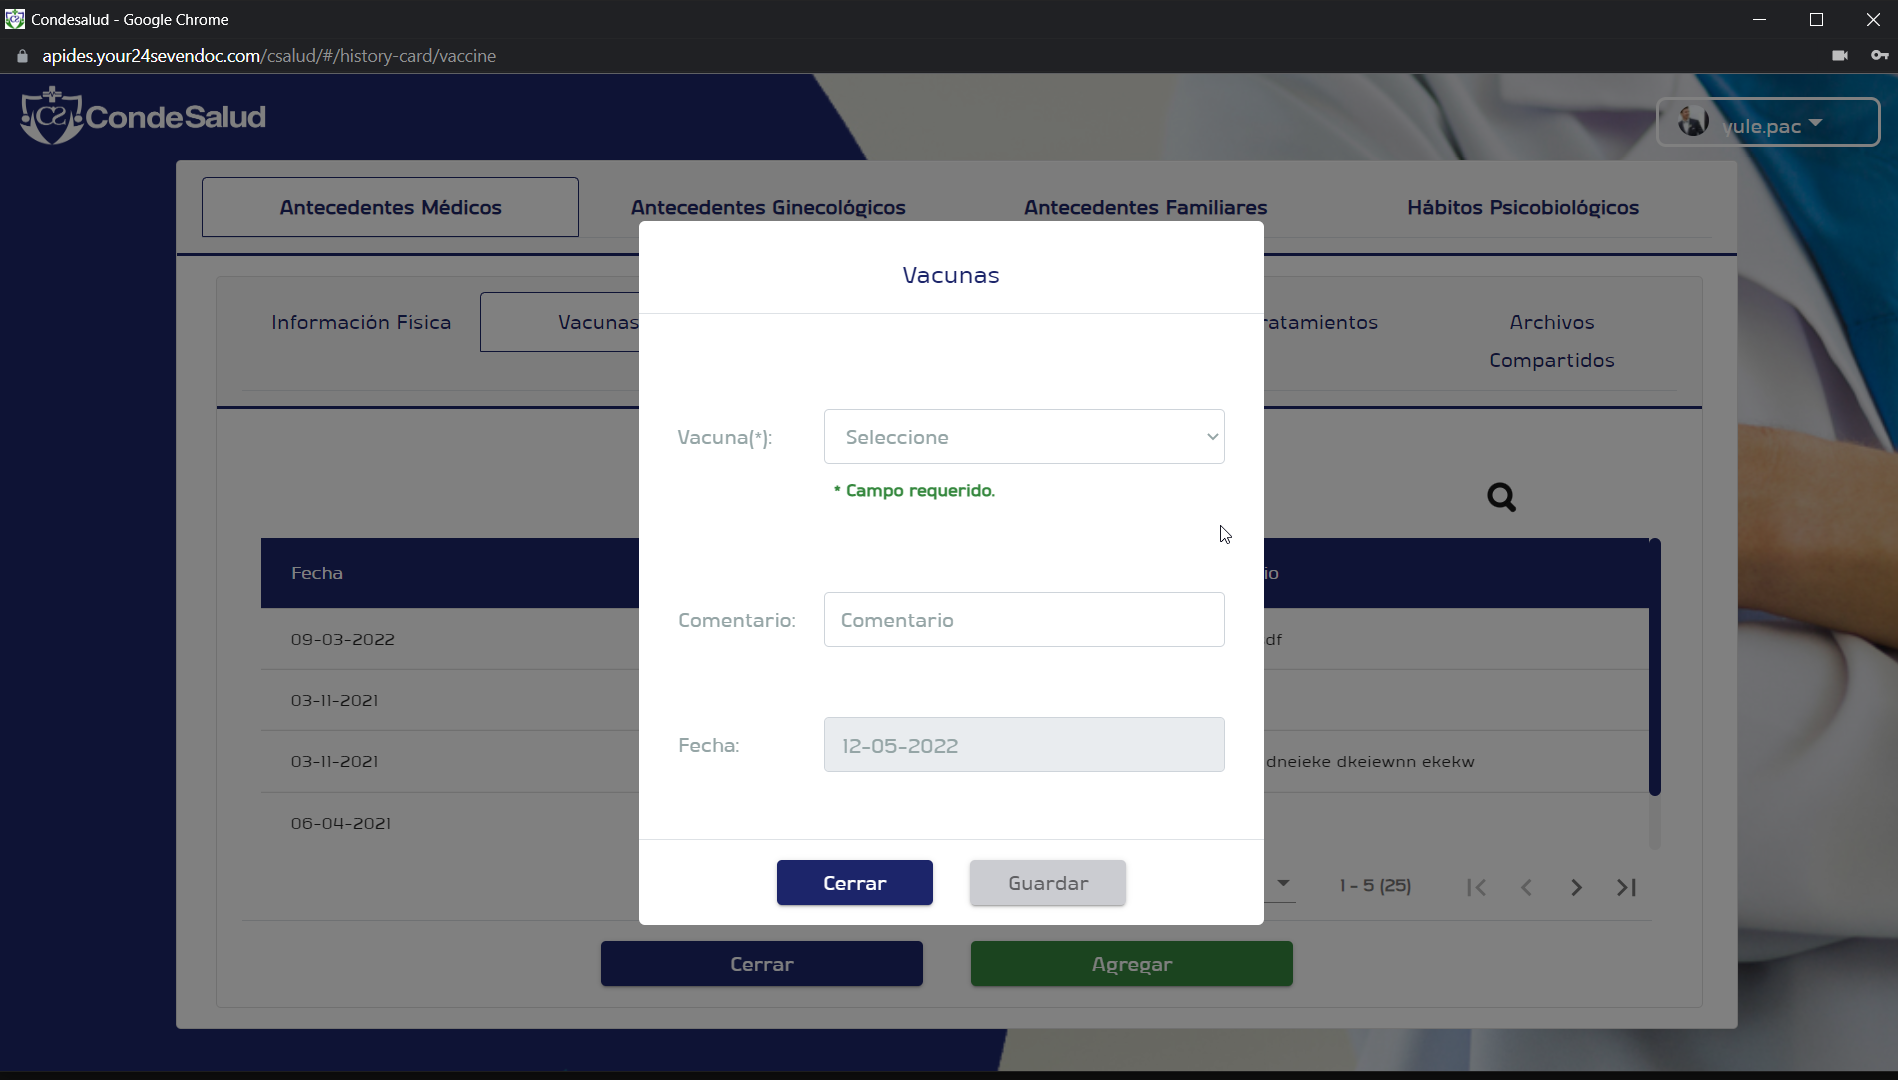 Condesalud - Google Chrome
apides.your24sevendoc.com/csalud/#/history-card/vaccine
CS CondeSalud
yule.pac
Antecedentes Médicos Antecedentes Ginecológicos Antecedentes Familiares Hábitos Psicobiológicos
Vacunas
Información Fisica Vacunas ratamientos Archivos
Compartidos
Vacuna(*): Seleccione
* Campo requerido.
Fecha io
Comentario: Comentario
09-03-2022 df
03-11-2021
Fecha: 12-05-2022
03-11-2021 dneieke dkeiewnn ekekw
06-04-2021
Cerrar Guardar
1 - 5 (25)
Cerrar Agregar